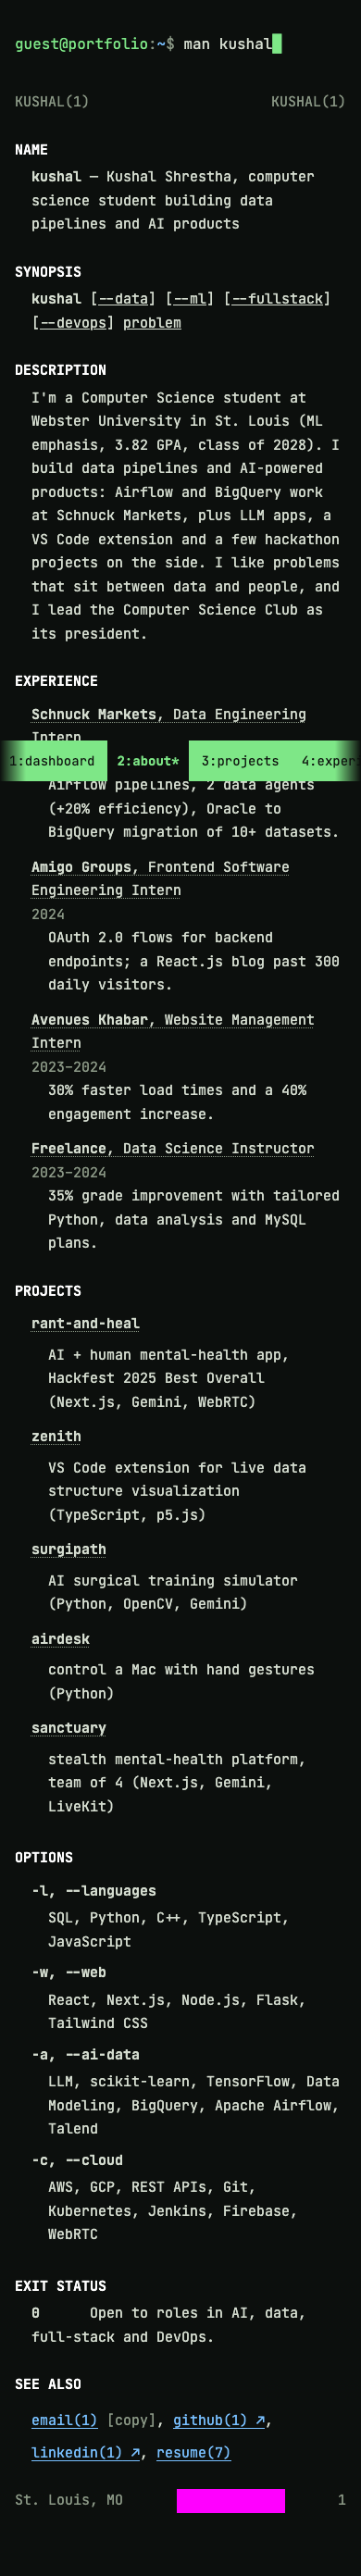 guest@portfolio:~$ man kushal
KUSHAL(1) KUSHAL(1)
NAME
kushal — Kushal Shrestha, computer
science student building data
pipelines and AI products
SYNOPSIS
kushal [--data] [--ml] [--fullstack]
[--devops] problem
DESCRIPTION
I'm a Computer Science student at
Webster University in St. Louis (ML
emphasis, 3.82 GPA, class of 2028). I
build data pipelines and AI-powered
products: Airflow and BigQuery work
at Schnuck Markets, plus LLM apps, a
VS Code extension and a few hackathon
projects on the side. I like problems
that sit between data and people, and
I lead the Computer Science Club as
its president.
EXPERIENCE
Schnuck Markets, Data Engineering
Intern
1:dashboard 2:about* 3:projects 4:exper
Airflow pipelines, 2 data agents
(+20% efficiency), Oracle to
BigQuery migration of 10+ datasets.
Amigo Groups, Frontend Software
Engineering Intern
2024
OAuth 2.0 flows for backend
endpoints; a React.js blog past 300
daily visitors.
Avenues Khabar, Website Management
Intern
2023–2024
30% faster load times and a 40%
engagement increase.
Freelance, Data Science Instructor
2023–2024
35% grade improvement with tailored
Python, data analysis and MySQL
plans.
PROJECTS
rant-and-heal
AI + human mental-health app,
Hackfest 2025 Best Overall
(Next.js, Gemini, WebRTC)
zenith
VS Code extension for live data
structure visualization
(TypeScript, p5.js)
surgipath
AI surgical training simulator
(Python, OpenCV, Gemini)
airdesk
control a Mac with hand gestures
(Python)
sanctuary
stealth mental-health platform,
team of 4 (Next.js, Gemini,
LiveKit)
OPTIONS
-l, --languages
SQL, Python, C++, TypeScript,
JavaScript
-w, --web
React, Next.js, Node.js, Flask,
Tailwind CSS
-a, --ai-data
LLM, scikit-learn, TensorFlow, Data
Modeling, BigQuery, Apache Airflow,
Talend
-c, --cloud
AWS, GCP, REST APIs, Git,
Kubernetes, Jenkins, Firebase,
WebRTC
EXIT STATUS
0 Open to roles in AI, data,
full-stack and DevOps.
SEE ALSO
email(1) [copy], github(1) ↗,
linkedin(1) ↗, resume(7)
St. Louis, MO 1